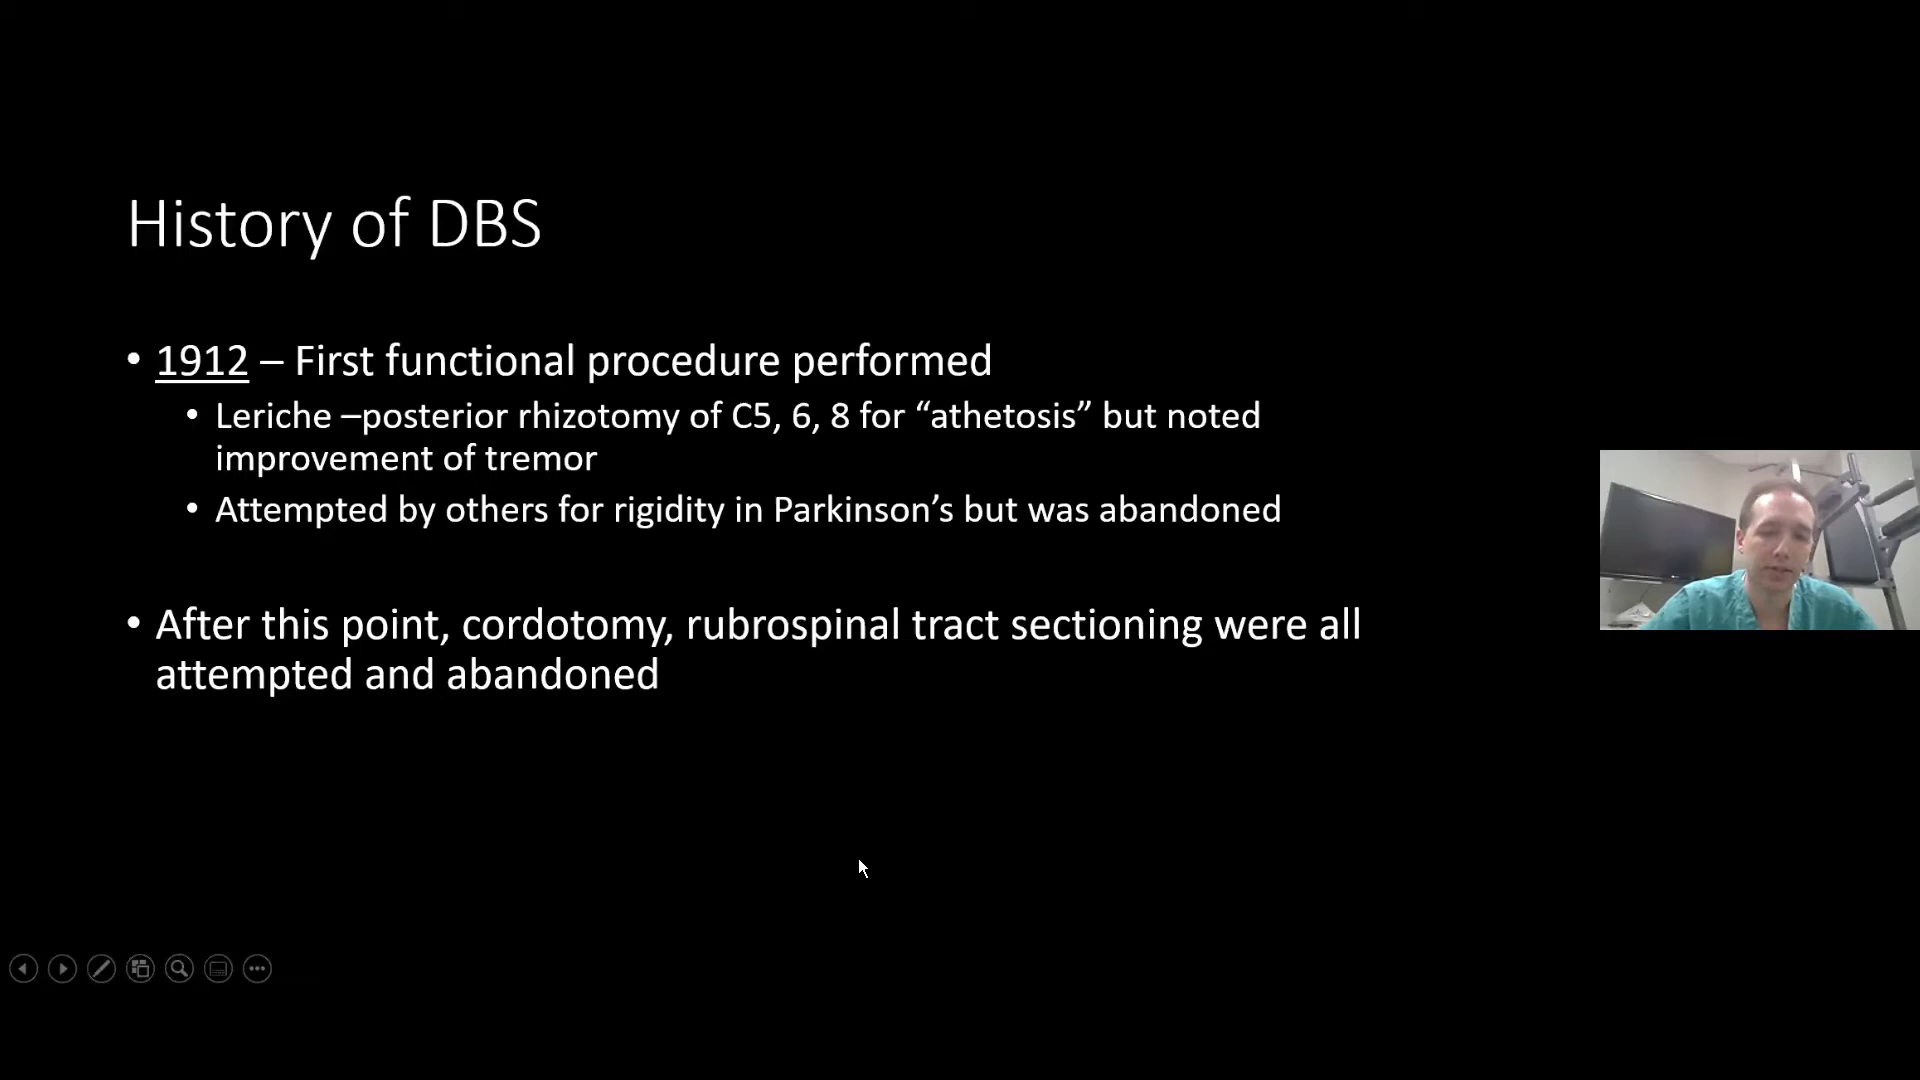 History of DBS
• 1912 – First functional procedure performed
• Leriche –posterior rhizotomy of C5, 6, 8 for “athetosis” but noted
improvement of tremor
• Attempted by others for rigidity in Parkinson’s but was abandoned
• After this point, cordotomy, rubrospinal tract sectioning were all
attempted and abandoned